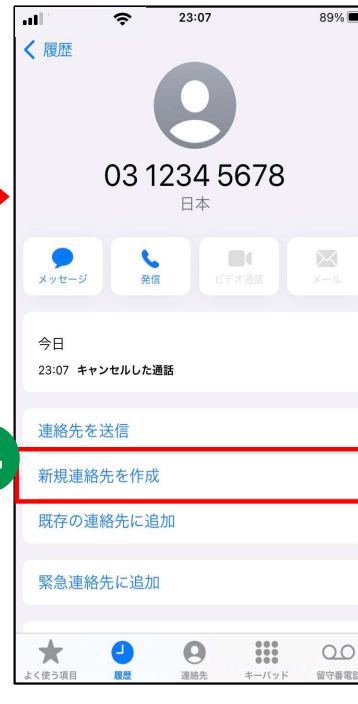 23:07 89%
履歴
03 1234 5678
日本
メッセージ 発信 ビデオ通話 メール
今日
23:07 キャンセルした通話
連絡先を送信
新規連絡先を作成
既存の連絡先に追加
緊急連絡先に追加
よく使う項目 履歴 連絡先 キーパッド 留守番電話